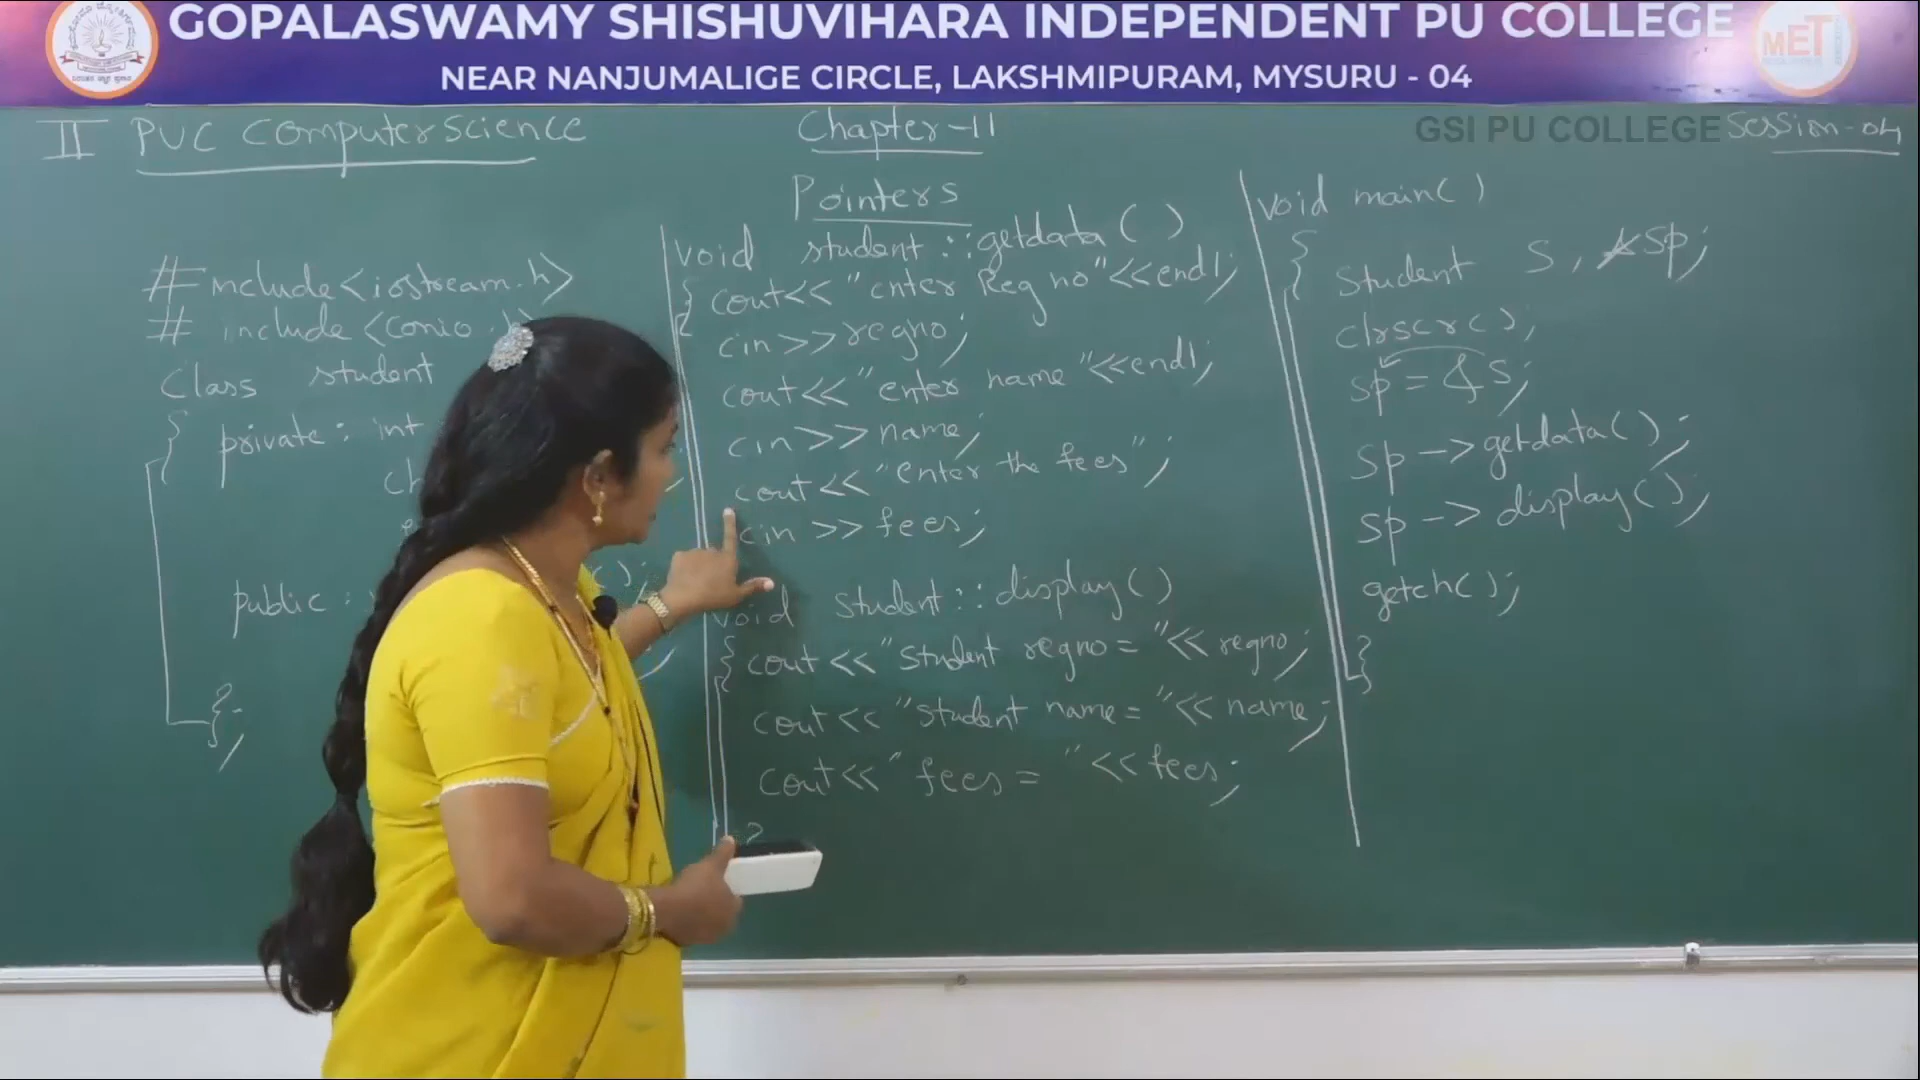 GOPALASWAMY SHISHUVIHARA INDEPENDENT PU COLLEGE
NEAR NANJUMALIGE CIRCLE, LAKSHMIPURAM, MYSURU - 04
MET
II PUC Computer Science
Chapter-11
GSI PU COLLEGE
Session-04
Pointers
#include<iostream.h>
# include <conio.h>
Class student
{ private: int
ch
public:
};
void student::getdata()
{ cout<< "enter Reg no"<<endl;
cin>>regno;
cout<< "enter name"<<endl;
cin>>name;
cout<< "enter the fees";
cin >> fees;
void student::display()
{ cout<< "student regno = "<< regno;
cout<< "student name= "<< name;
cout<< " fees = " << fees;
void main()
{ Student S, *sp;
clrscr();
sp = &s;
sp -> getdata();
sp -> display();
getch();
}